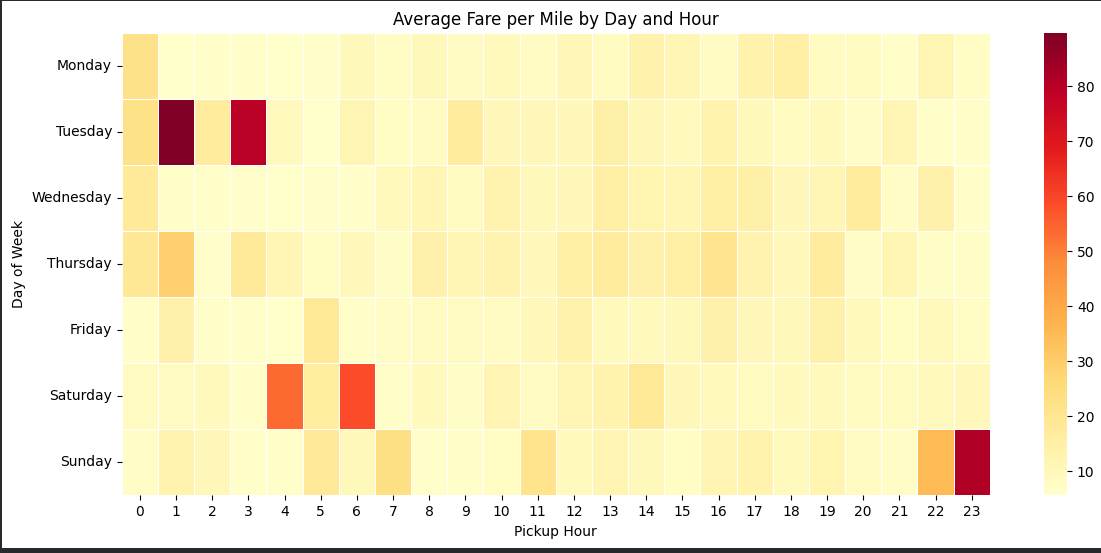 Average Fare per Mile by Day and Hour
Day of Week
Monday
Tuesday
Wednesday
Thursday
Friday
Saturday
Sunday
0 1 2 3 4 5 6 7 8 9 10 11 12 13 14 15 16 17 18 19 20 21 22 23
Pickup Hour
80
70
60
50
40
30
20
10